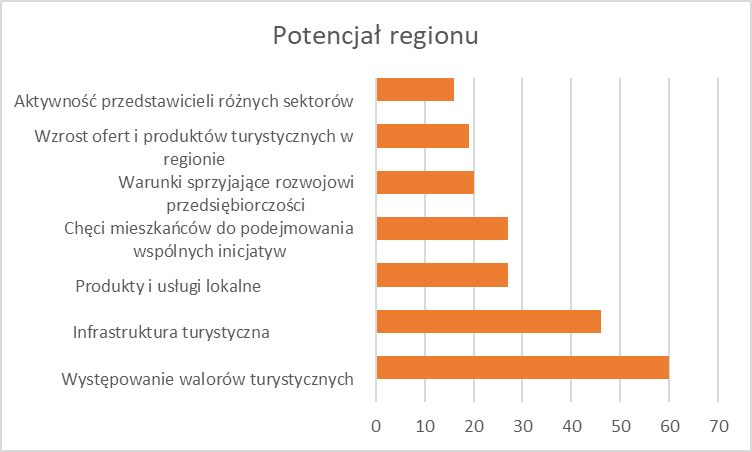 Potencjał regionu
Aktywność przedstawicieli różnych sektorów
Wzrost ofert i produktów turystycznych w
regionie
Warunki sprzyjające rozwojowi
przedsiębiorczości
Chęci mieszkańców do podejmowania
wspólnych inicjatyw
Produkty i usługi lokalne
Infrastruktura turystyczna
Występowanie walorów turystycznych
0 10 20 30 40 50 60 70